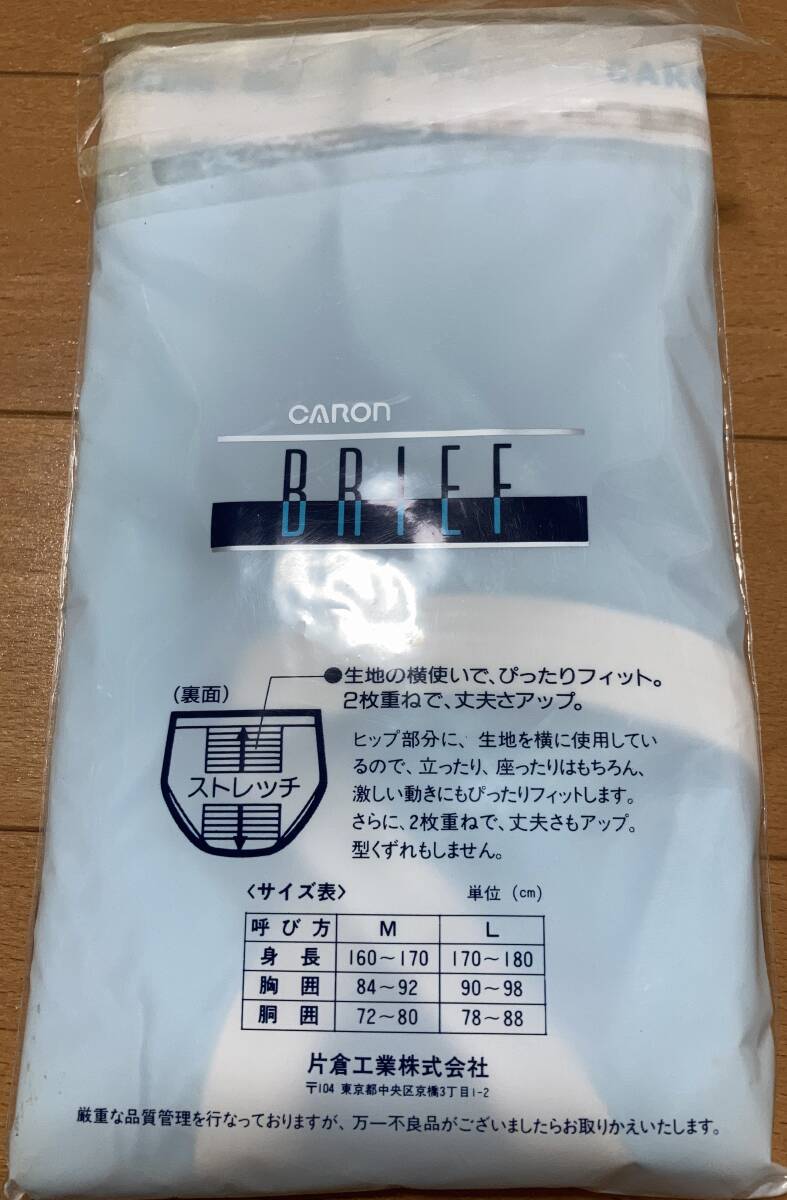 CARO
CARON
BRIEF
●生地の横使いで、ぴったりフィット。
2枚重ねで、丈夫さアップ。
(裏面)
ストレッチ
ヒップ部分に、生地を横に使用してい
るので、立ったり、座ったりはもちろん、
激しい動きにもぴったりフィットします。
さらに、2枚重ねで、丈夫さもアップ。
型くずれもしません。
〈サイズ表〉 単位(cm)
呼び方 M L
身長 160～170 170～180
胸囲 84～92 90～98
胴囲 72～80 78～88
片倉工業株式会社
〒104 東京都中央区京橋3丁目1-2
厳重な品質管理を行なっておりますが、万一不良品がございましたらお取りかえいたします。